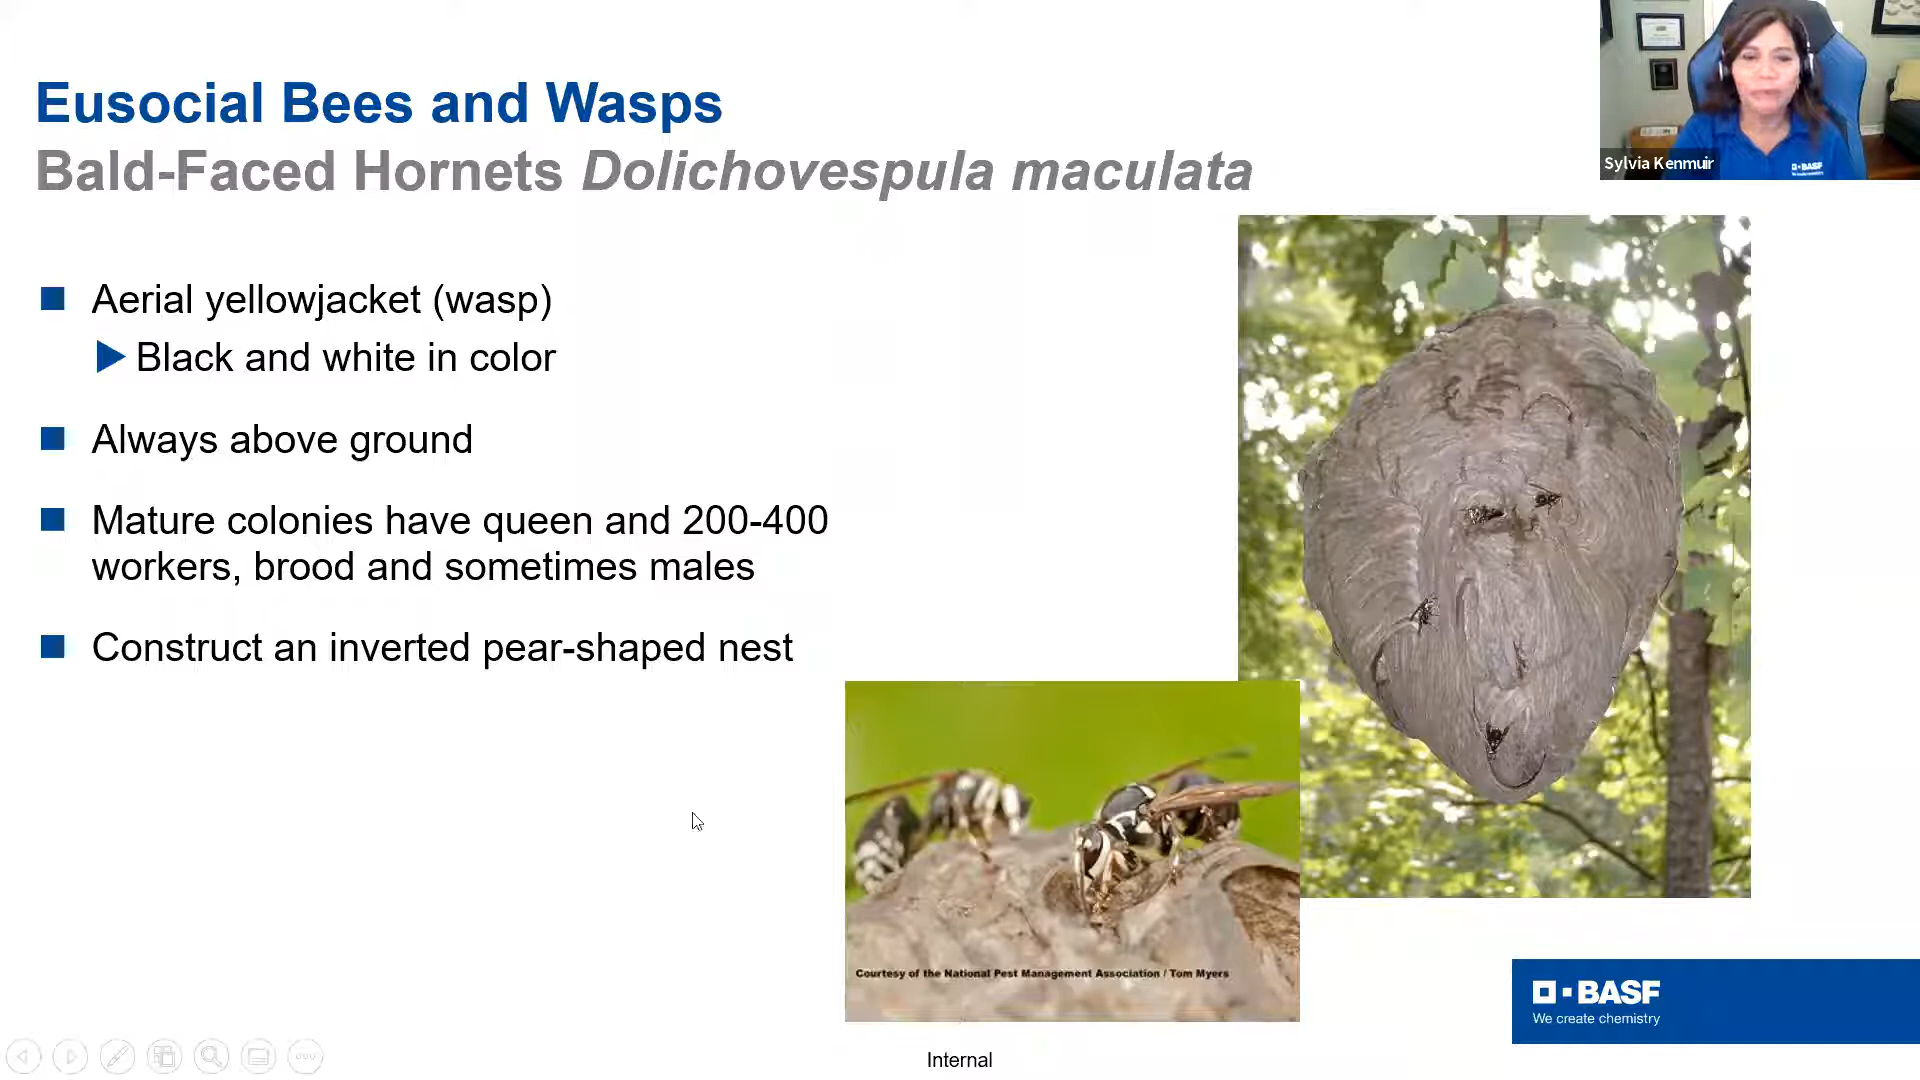 Eusocial Bees and Wasps
Bald-Faced Hornets Dolichovespula maculata
Sylvia Kenmuir
BASF
Aerial yellowjacket (wasp)
Black and white in color
Always above ground
Mature colonies have queen and 200-400
workers, brood and sometimes males
Construct an inverted pear-shaped nest
Courtesy of the National Pest Management Association / Tom Myers
BASF
We create chemistry
Internal